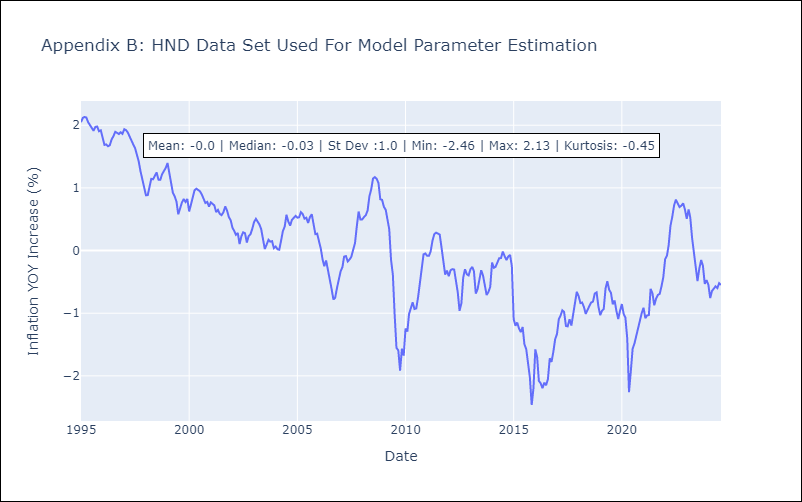 Appendix B: HND Data Set Used For Model Parameter Estimation
Mean: -0.0 | Median: -0.03 | St Dev :1.0 | Min: -2.46 | Max: 2.13 | Kurtosis: -0.45
Inflation YOY Increase (%)
2
1
0
−1
−2
1995
2000
2005
2010
2015
2020
Date